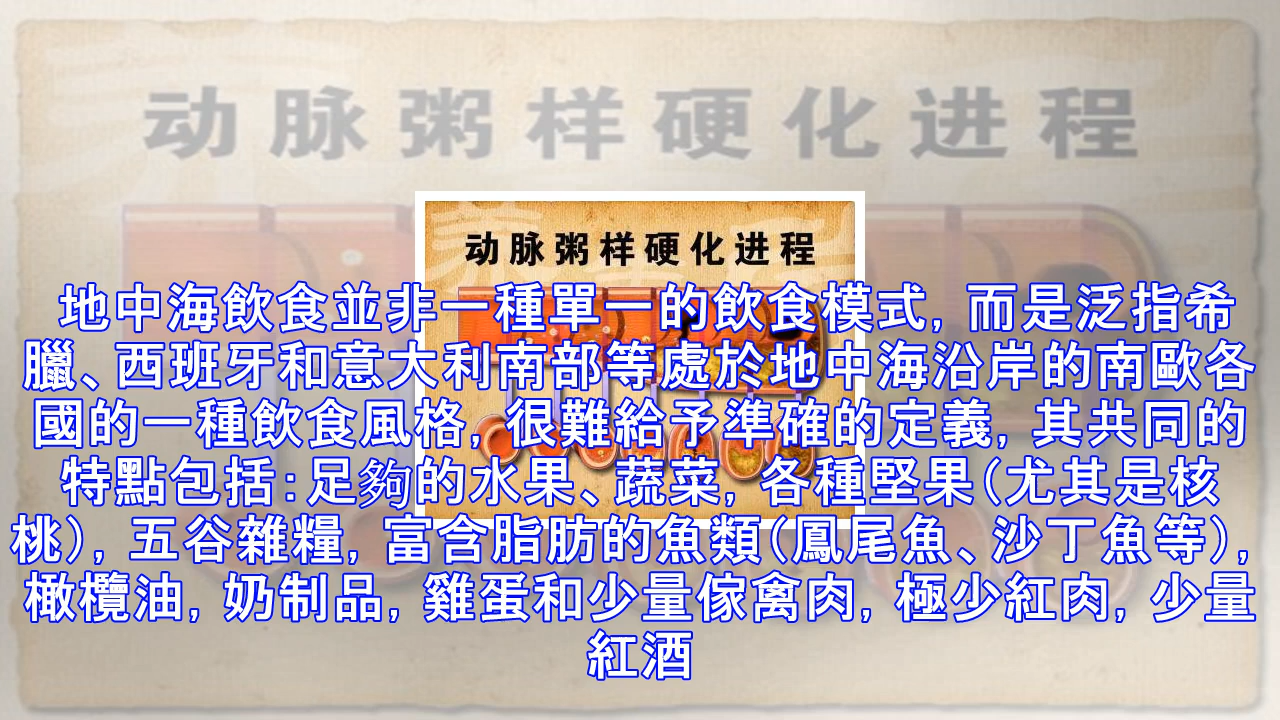 动脉粥样硬化进程
动脉粥样硬化进程
地中海飲食並非一種單一的飲食模式, 而是泛指希
臘、西班牙和意大利南部等處於地中海沿岸的南歐各
國的一種飲食風格, 很難給予準確的定義, 其共同的
特點包括:足夠的水果、蔬菜, 各種堅果(尤其是核
桃), 五谷雜糧, 富含脂肪的魚類(鳳尾魚、沙丁魚等),
橄欖油, 奶制品, 雞蛋和少量傢禽肉, 極少紅肉, 少量
紅酒